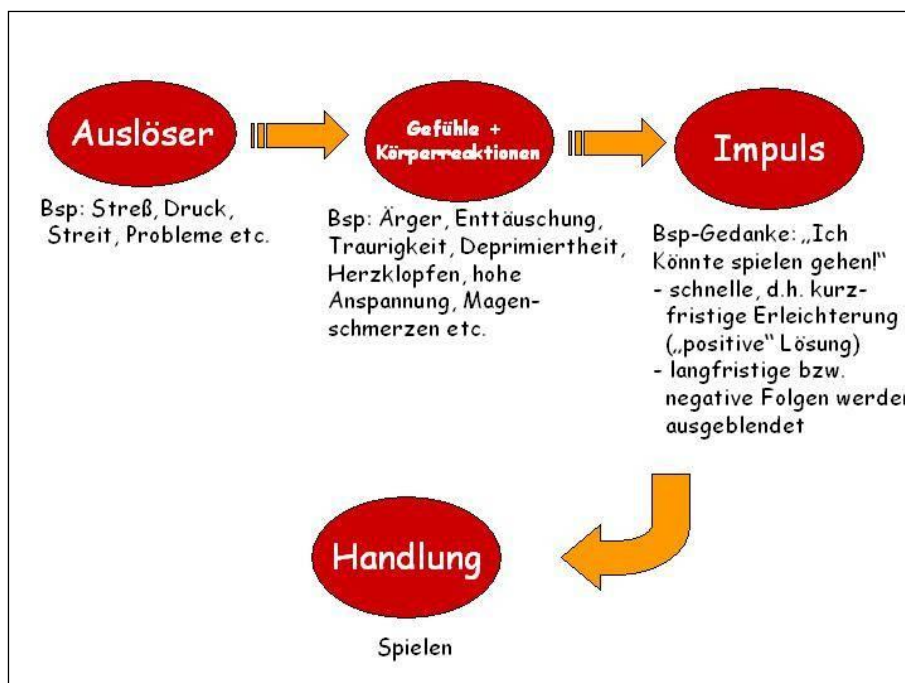 Auslöser
Bsp: Streß, Druck,
Streit, Probleme etc.
Gefühle +
Körperreaktionen
Bsp: Ärger, Enttäuschung,
Traurigkeit, Deprimiertheit,
Herzklopfen, hohe
Anspannung, Magen-
schmerzen etc.
Impuls
Bsp-Gedanke: „Ich
Könnte spielen gehen!“
- schnelle, d.h. kurz-
fristige Erleichterung
(„positive“ Lösung)
- langfristige bzw.
negative Folgen werden
ausgeblendet
Handlung
Spielen